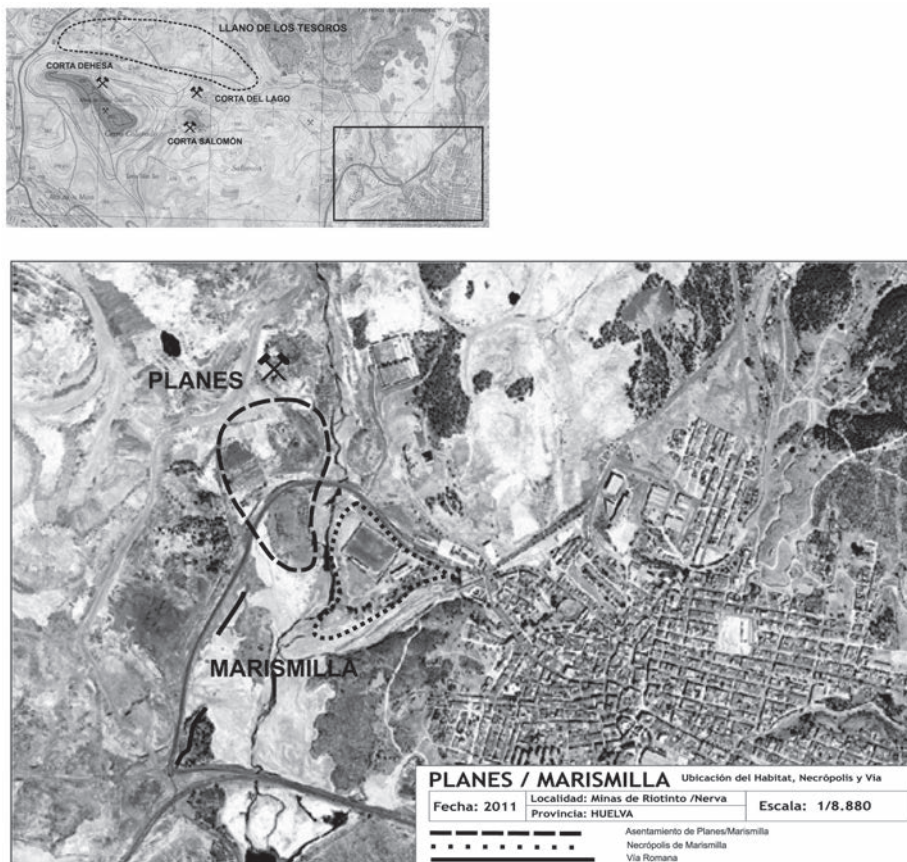 LLANO DE LOS TESOROS
CORTA DEHESA
CORTA DEL LAGO
CORTA SALOMÓN
PLANES
MARISMILLA
PLANES / MARISMILLA Ubicación del Habitat, Necrópolis y Via
Fecha: 2011
Localidad: Minas de Riotinto /Nerva
Provincia: HUELVA
Escala: 1/8.880
Asentamiento de Planes/Marismilla
Necrópolis de Marismilla
Vía Romana